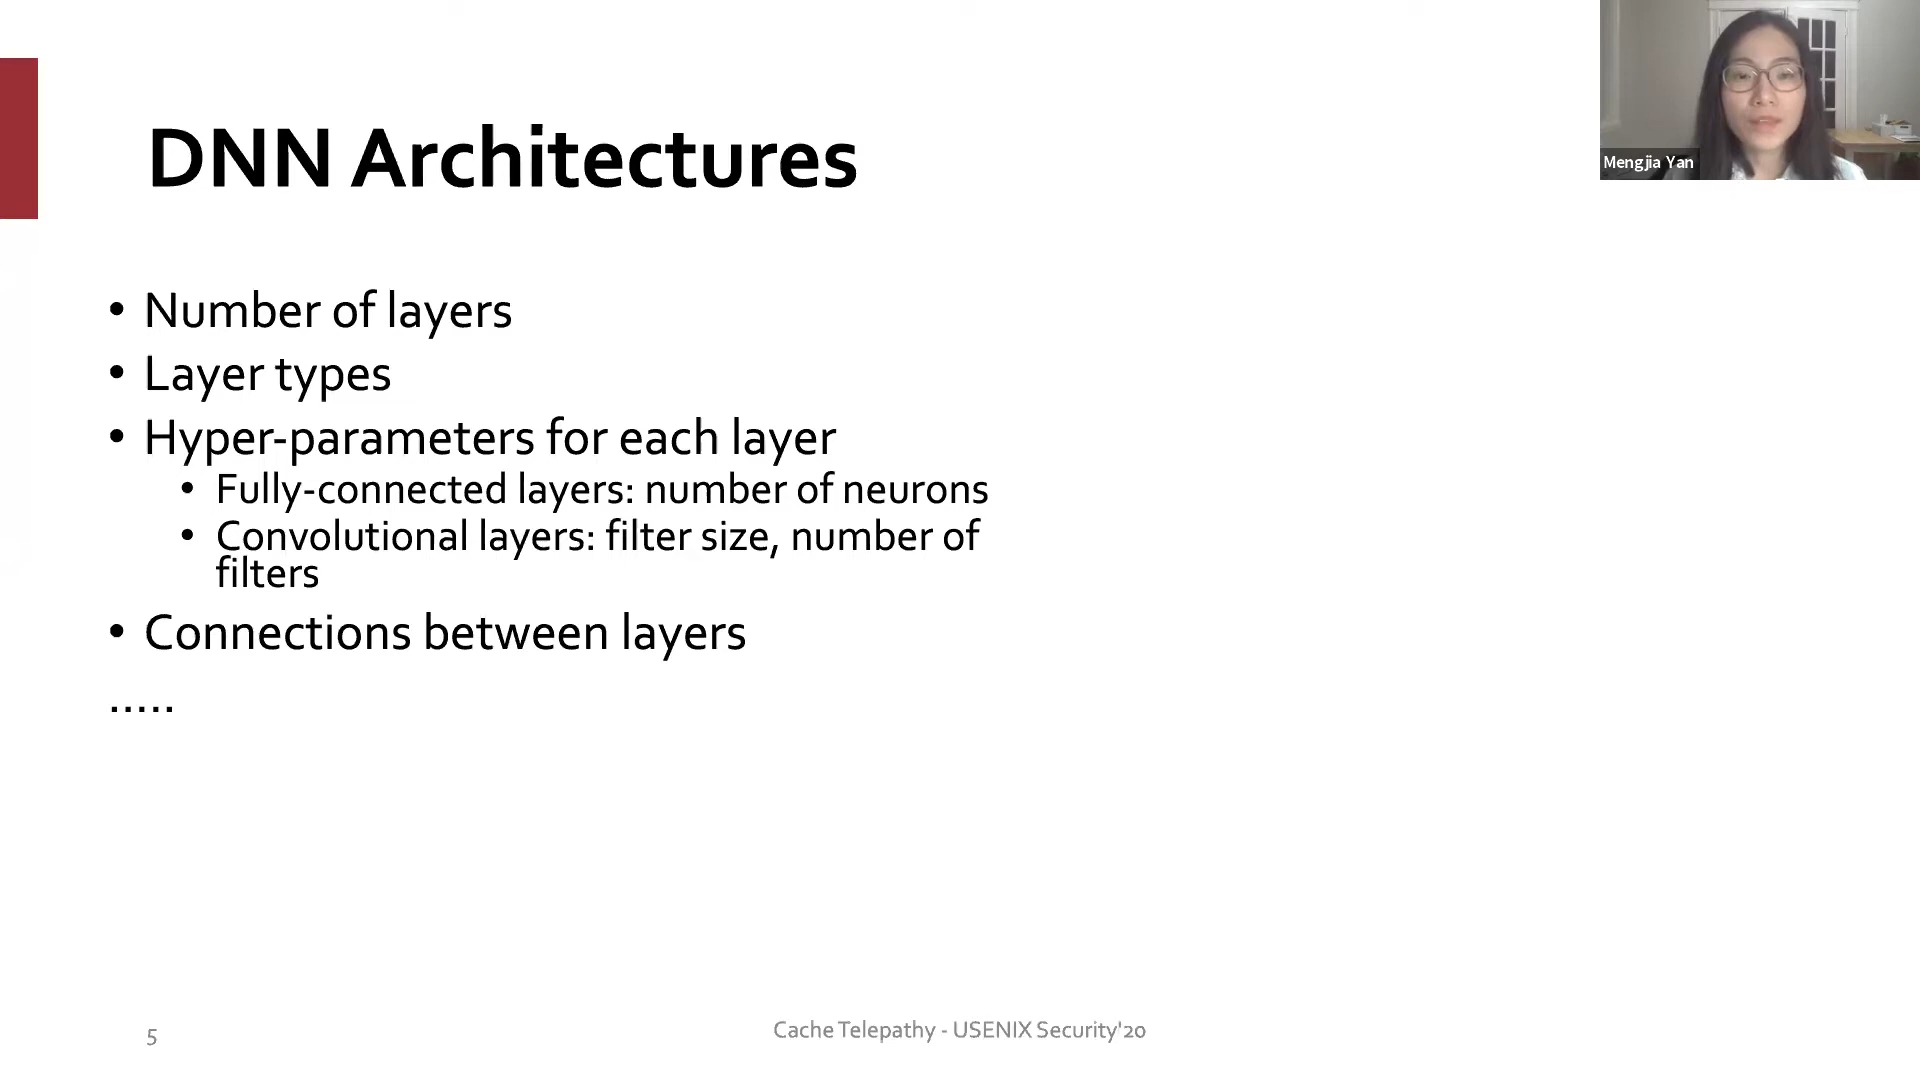 Mengjia Yan
DNN Architectures
• Number of layers
• Layer types
• Hyper-parameters for each layer
• Fully-connected layers: number of neurons
• Convolutional layers: filter size, number of
filters
• Connections between layers
.....
5
Cache Telepathy - USENIX Security'20